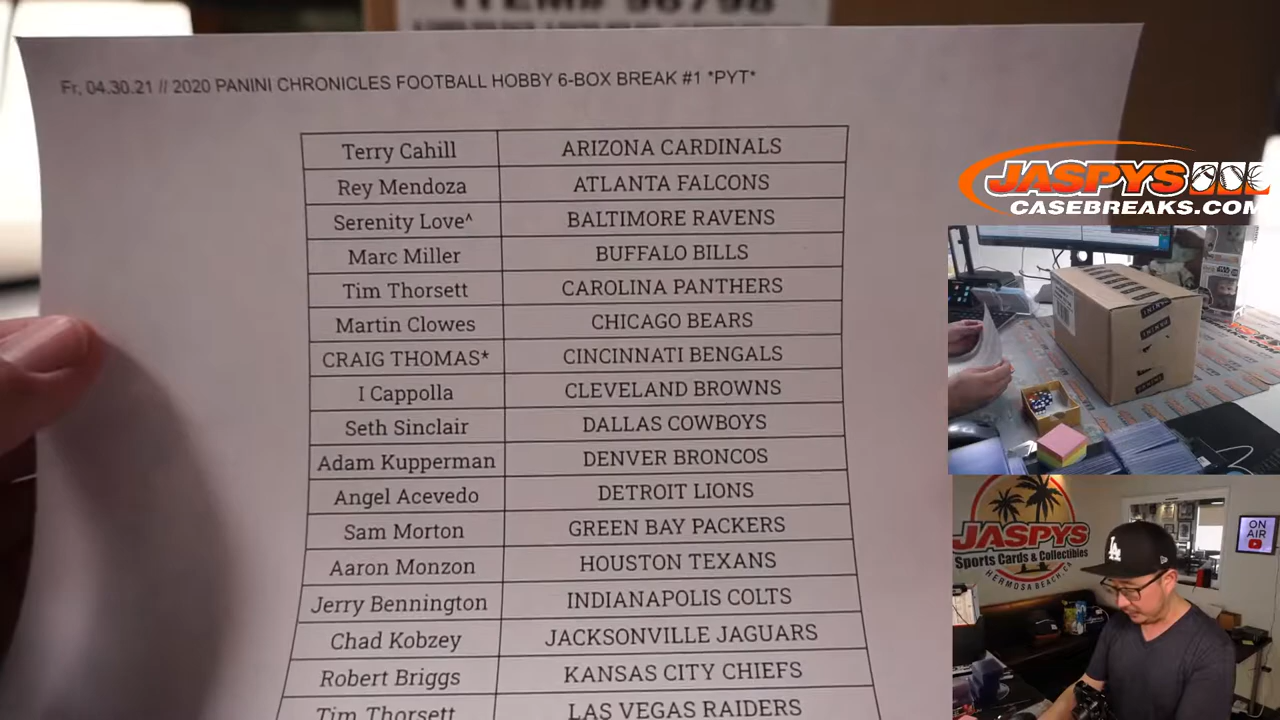 ITEM# 96798
Fr, 04.30.21 // 2020 PANINI CHRONICLES FOOTBALL HOBBY 6-BOX BREAK #1 *PYT*
Terry Cahill ARIZONA CARDINALS
Rey Mendoza ATLANTA FALCONS
Serenity Love^ BALTIMORE RAVENS
Marc Miller BUFFALO BILLS
Tim Thorsett CAROLINA PANTHERS
Martin Clowes CHICAGO BEARS
CRAIG THOMAS* CINCINNATI BENGALS
I Cappolla CLEVELAND BROWNS
Seth Sinclair DALLAS COWBOYS
Adam Kupperman DENVER BRONCOS
Angel Acevedo DETROIT LIONS
Sam Morton GREEN BAY PACKERS
Aaron Monzon HOUSTON TEXANS
Jerry Bennington INDIANAPOLIS COLTS
Chad Kobzey JACKSONVILLE JAGUARS
Robert Briggs KANSAS CITY CHIEFS
Tim Thorsett LAS VEGAS RAIDERS
JASPYS
CASEBREAKS.COM
PANINI
PANINI
JASPYS
Sports Cards & Collectibles
HERMOSA BEACH, CA
ON
AIR
LA